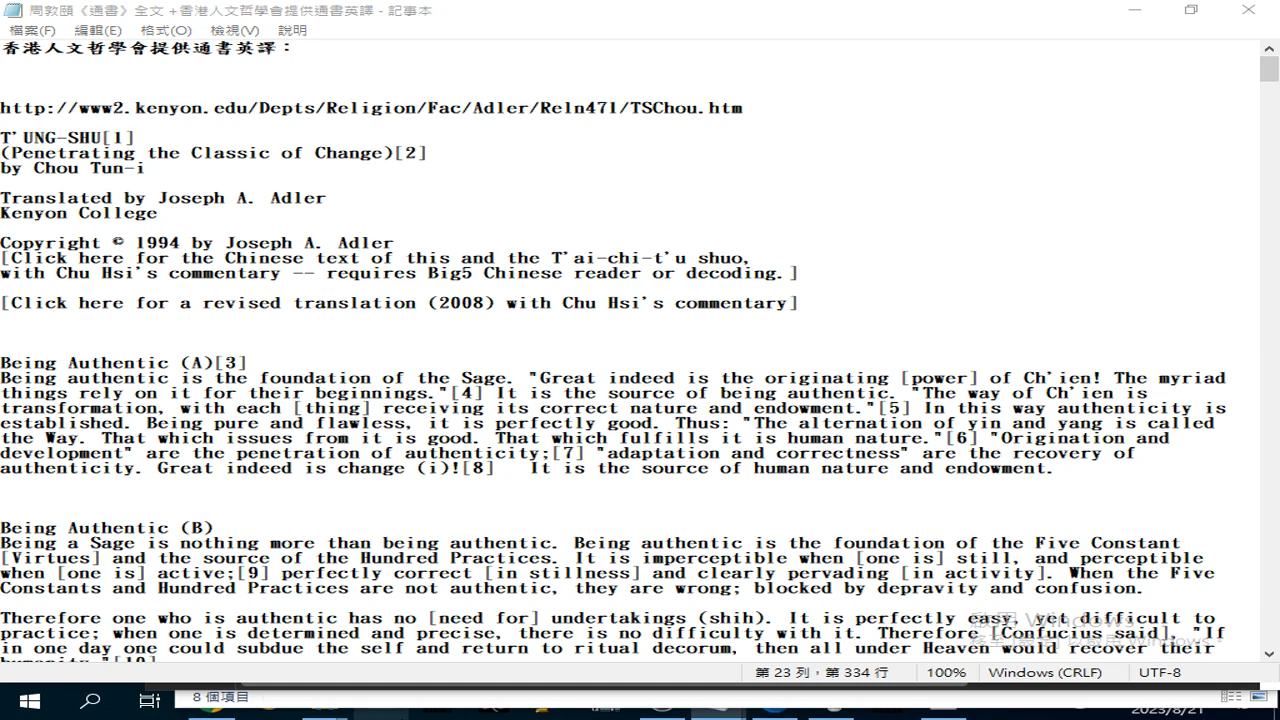 周敦頤《通書》全文 +香港人文哲學會提供通書英譯 - 記事本
檔案(F) 編輯(E) 格式(O) 檢視(V) 說明
香港人文哲學會提供通書英譯：
http://www2.kenyon.edu/Depts/Religion/Fac/Adler/Reln471/TSChou.htm
T'UNG-SHU[1]
(Penetrating the Classic of Change)[2]
by Chou Tun-i
Translated by Joseph A. Adler
Kenyon College
Copyright © 1994 by Joseph A. Adler
[Click here for the Chinese text of this and the T'ai-chi-t'u shuo,
with Chu Hsi's commentary -- requires Big5 Chinese reader or decoding.]
[Click here for a revised translation (2008) with Chu Hsi's commentary]
Being Authentic (A)[3]
Being authentic is the foundation of the Sage. "Great indeed is the originating [power] of Ch'ien! The myriad
things rely on it for their beginnings."[4] It is the source of being authentic. "The way of Ch'ien is
transformation, with each [thing] receiving its correct nature and endowment."[5] In this way authenticity is
established. Being pure and flawless, it is perfectly good. Thus: "The alternation of yin and yang is called
the Way. That which issues from it is good. That which fulfills it is human nature."[6] "Origination and
development" are the penetration of authenticity;[7] "adaptation and correctness" are the recovery of
authenticity. Great indeed is change (i)![8] It is the source of human nature and endowment.
Being Authentic (B)
Being a Sage is nothing more than being authentic. Being authentic is the foundation of the Five Constant
[Virtues] and the source of the Hundred Practices. It is imperceptible when [one is] still, and perceptible
when [one is] active;[9] perfectly correct [in stillness] and clearly pervading [in activity]. When the Five
Constants and Hundred Practices are not authentic, they are wrong; blocked by depravity and confusion.
Therefore one who is authentic has no [need for] undertakings (shih). It is perfectly easy, yet difficult to
practice; when one is determined and precise, there is no difficulty with it. Therefore [Confucius said], "If
in one day one could subdue the self and return to ritual decorum, then all under Heaven would recover their
humanity."[10]
啟用 Windows
移至 [設定] 以啟用 Windows。
第 23 列，第 334 行 100% Windows (CRLF) UTF-8
8 個項目
2023/8/21